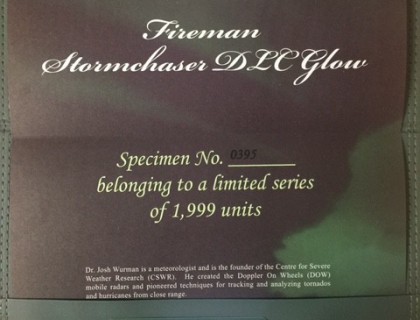 Fireman
Stormchaser DLC Glow
Specimen No. 0395
belonging to a limited series
of 1,999 units
Dr. Josh Wurman is a meteorologist and is the founder of the Centre for Severe
Weather Research (CSWR). He created the Doppler On Wheels (DOW)
mobile radars and pioneered techniques for tracking and analyzing tornados
and hurricanes from close range.